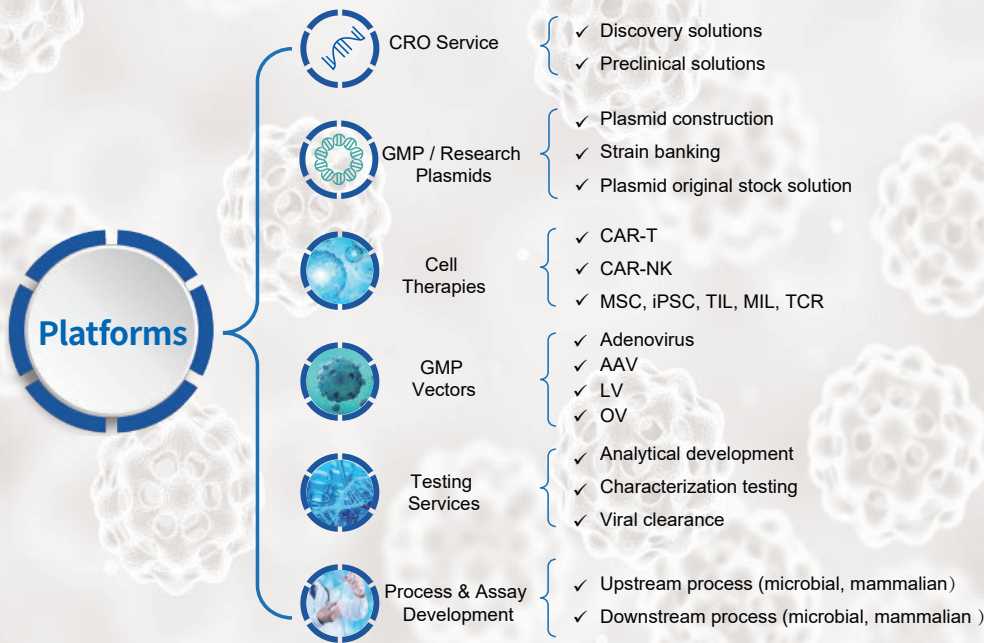 Platforms
CRO Service
✓ Discovery solutions
✓ Preclinical solutions
GMP / Research
Plasmids
✓ Plasmid construction
✓ Strain banking
✓ Plasmid original stock solution
Cell
Therapies
✓ CAR-T
✓ CAR-NK
✓ MSC, iPSC, TIL, MIL, TCR
GMP
Vectors
✓ Adenovirus
✓ AAV
✓ LV
✓ OV
Testing
Services
✓ Analytical development
✓ Characterization testing
✓ Viral clearance
Process & Assay
Development
✓ Upstream process (microbial, mammalian）
✓ Downstream process (microbial, mammalian ）